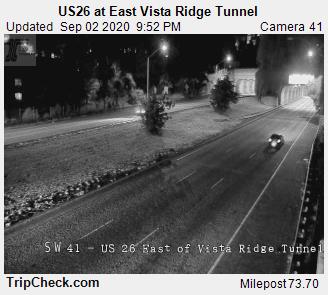 US26 at East Vista Ridge Tunnel
Updated Sep 02 2020 9:52 PM Camera 41
SW 41 - US 26 East of Vista Ridge Tunnel
TripCheck.com Milepost 73.70